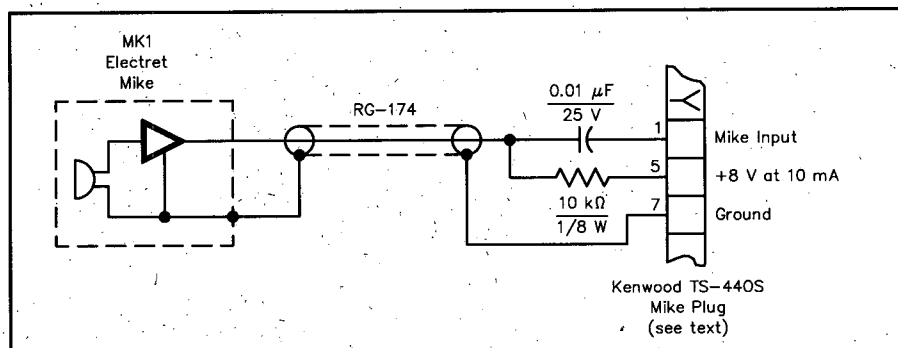 MK1
Electret
Mike
RG-174
0.01 μF
25 V
10 kΩ
1/8 W
1
5
7
Mike Input
+8 V at 10 mA
Ground
Kenwood TS-440S
Mike Plug
(see text)